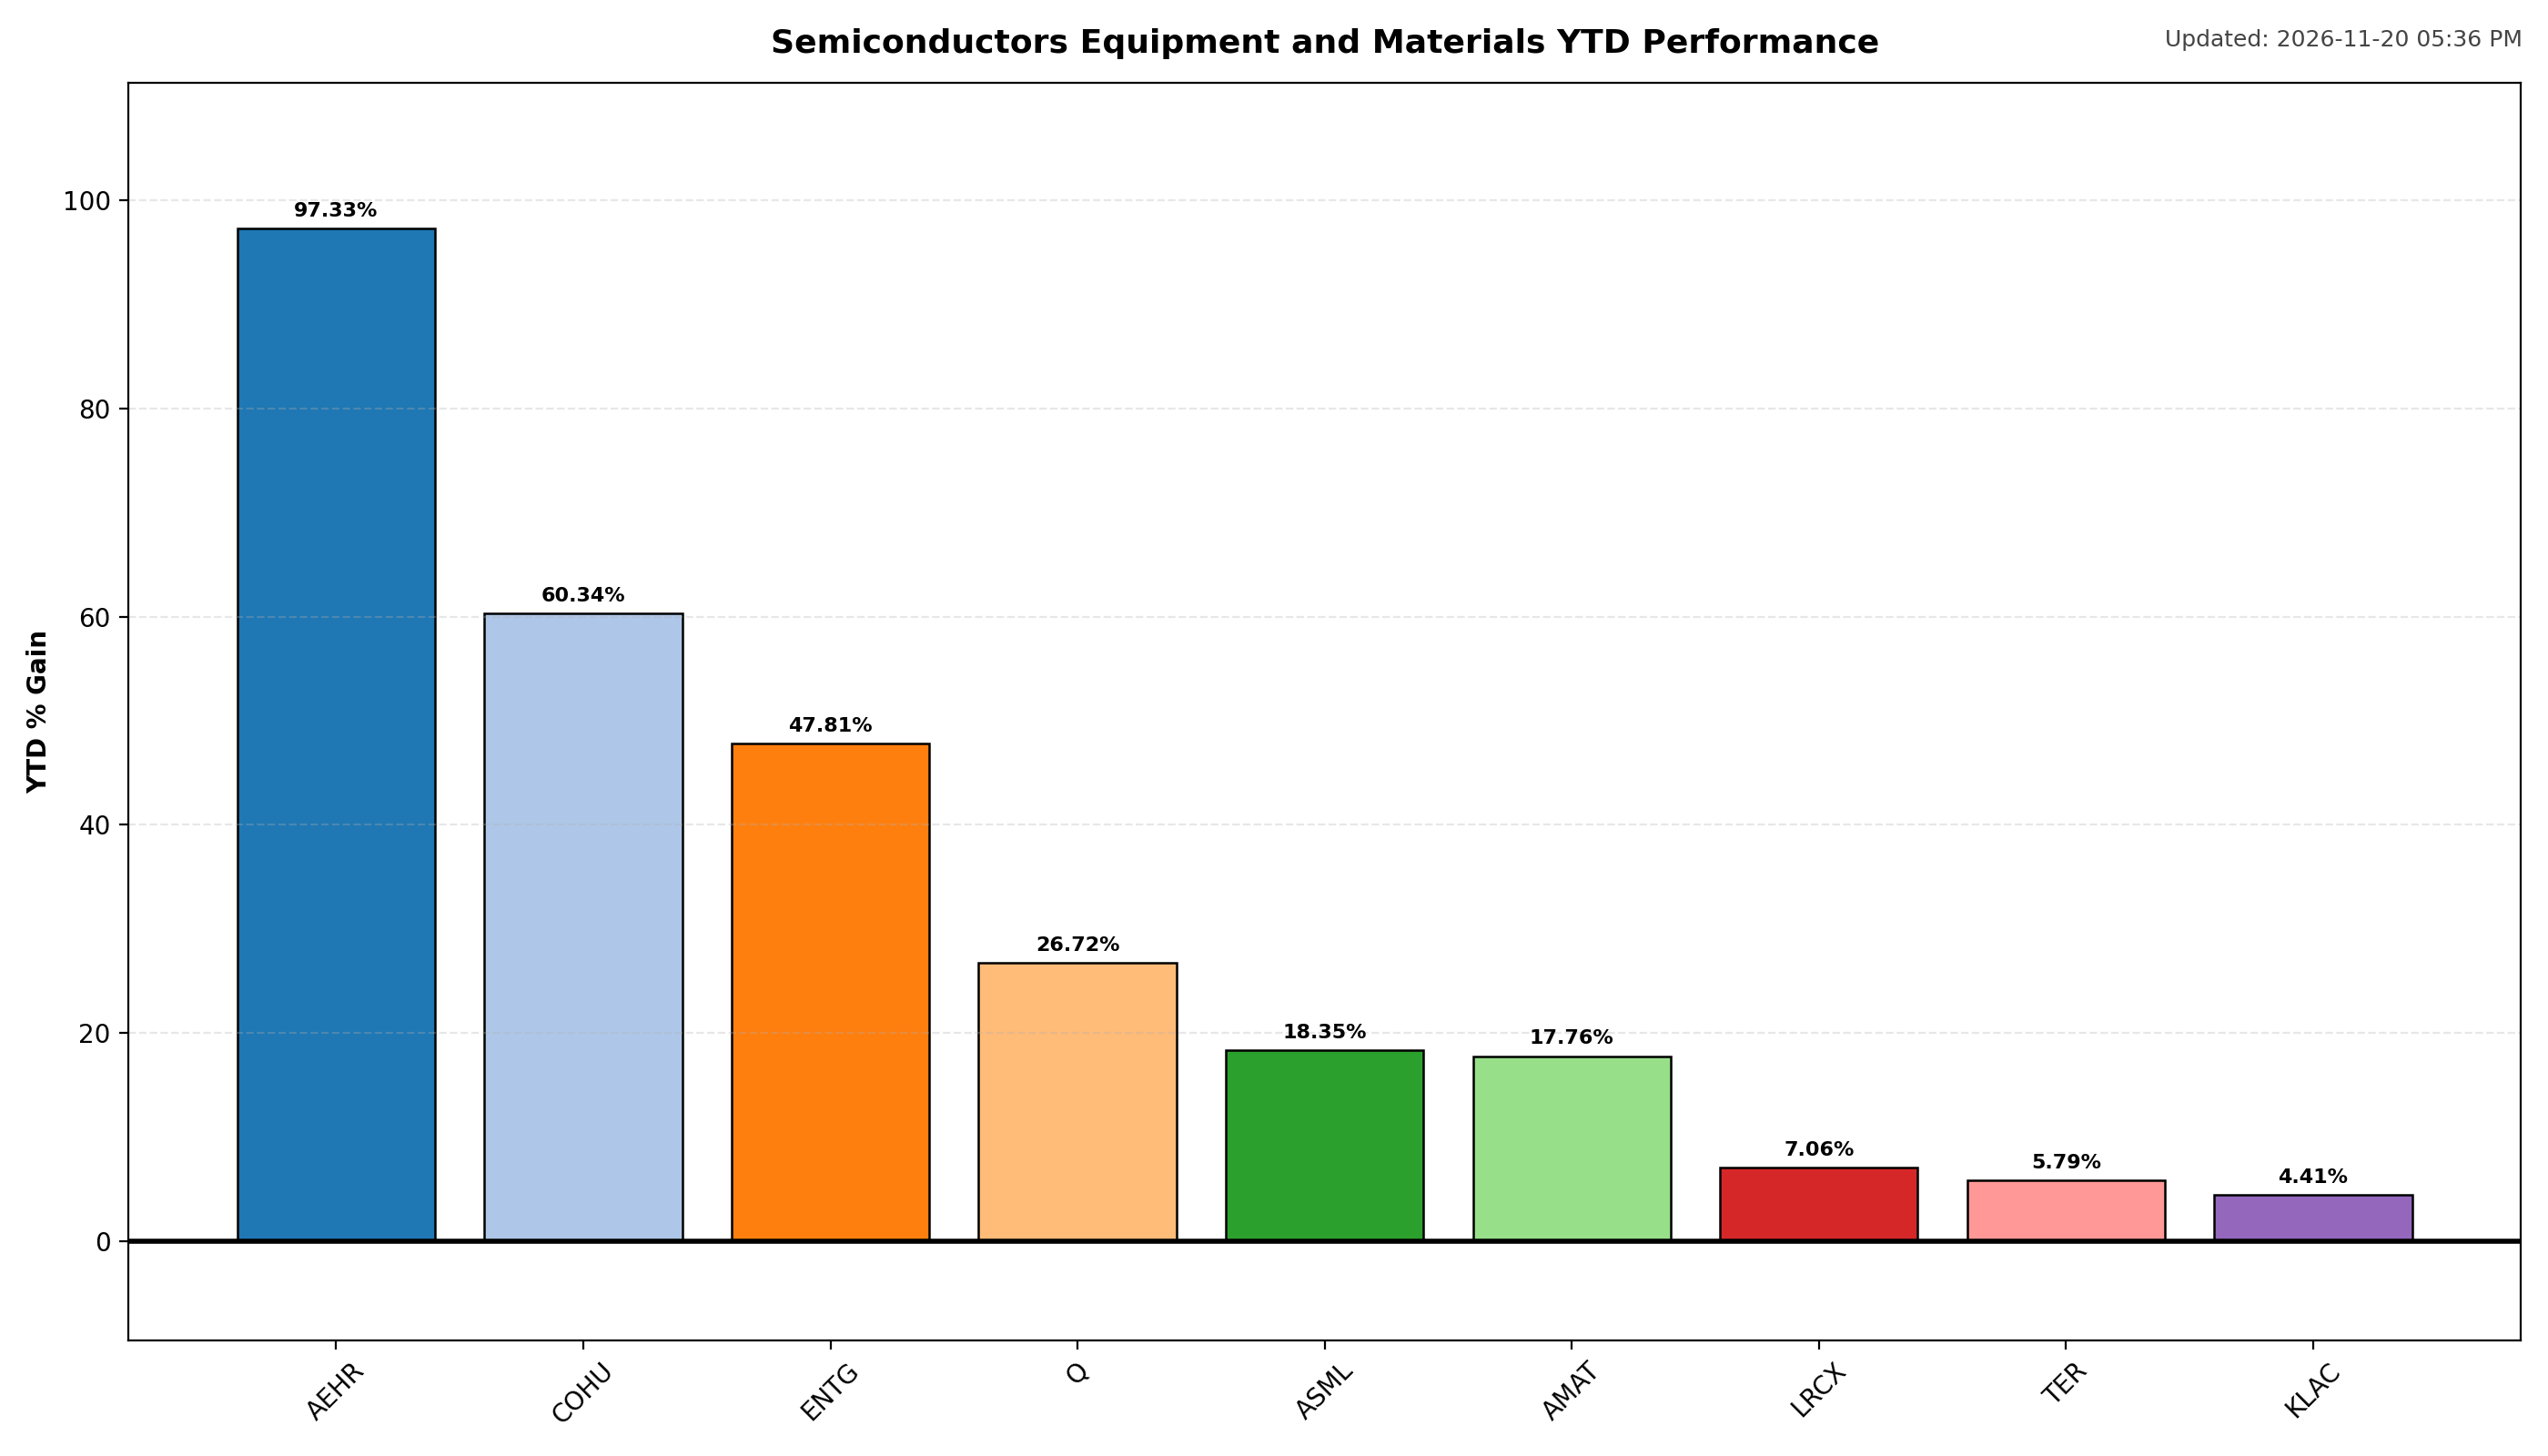 Semiconductors Equipment and Materials YTD Performance
Updated: 2026-11-20 05:36 PM
YTD % Gain
100
80
60
40
20
0
97.33%
60.34%
47.81%
26.72%
18.35%
17.76%
7.06%
5.79%
4.41%
AEHR
COHU
ENTG
Q
ASML
AMAT
LRCX
TER
KLAC